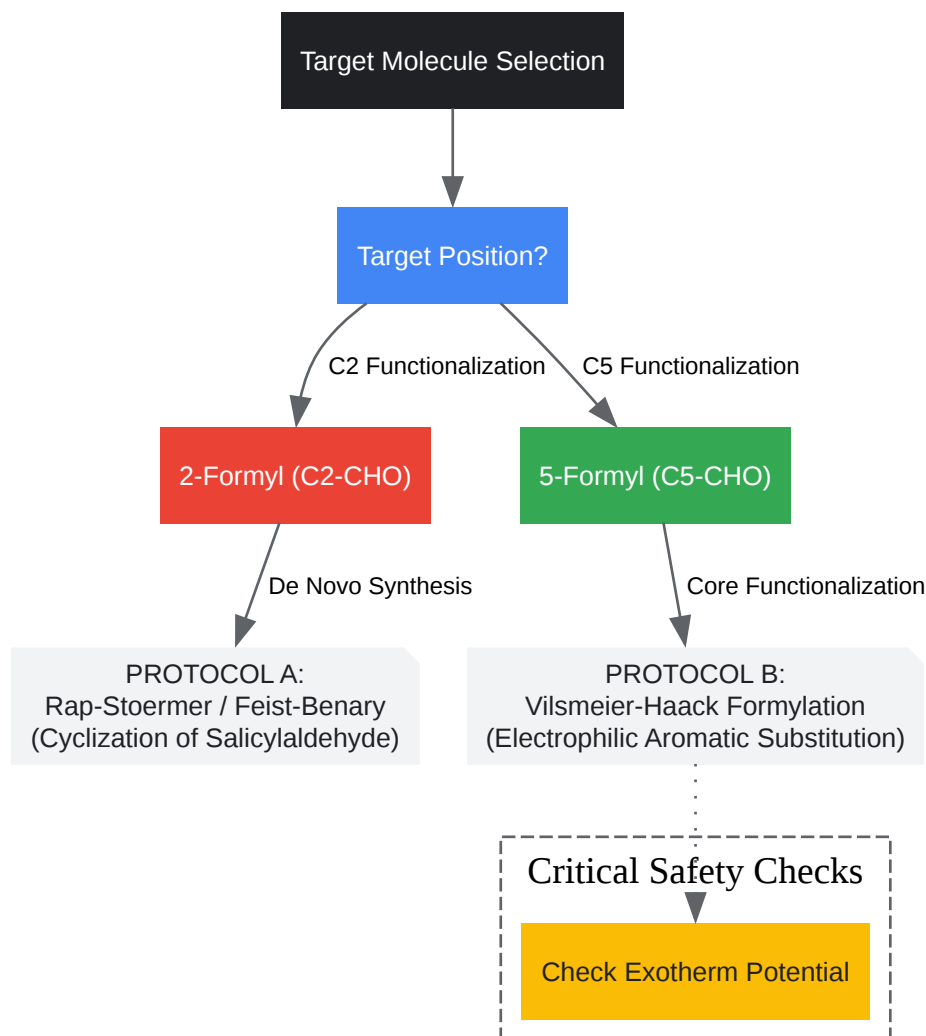 Target Molecule Selection
Target Position?
C2 Functionalization
C5 Functionalization
2-Formyl (C2-CHO)
5-Formyl (C5-CHO)
De Novo Synthesis
Core Functionalization
PROTOCOL A:
Rap-Stoermer / Feist-Benary
(Cyclization of Salicylaldehyde)
PROTOCOL B:
Vilsmeier-Haack Formylation
(Electrophilic Aromatic Substitution)
Critical Safety Checks
Check Exotherm Potential